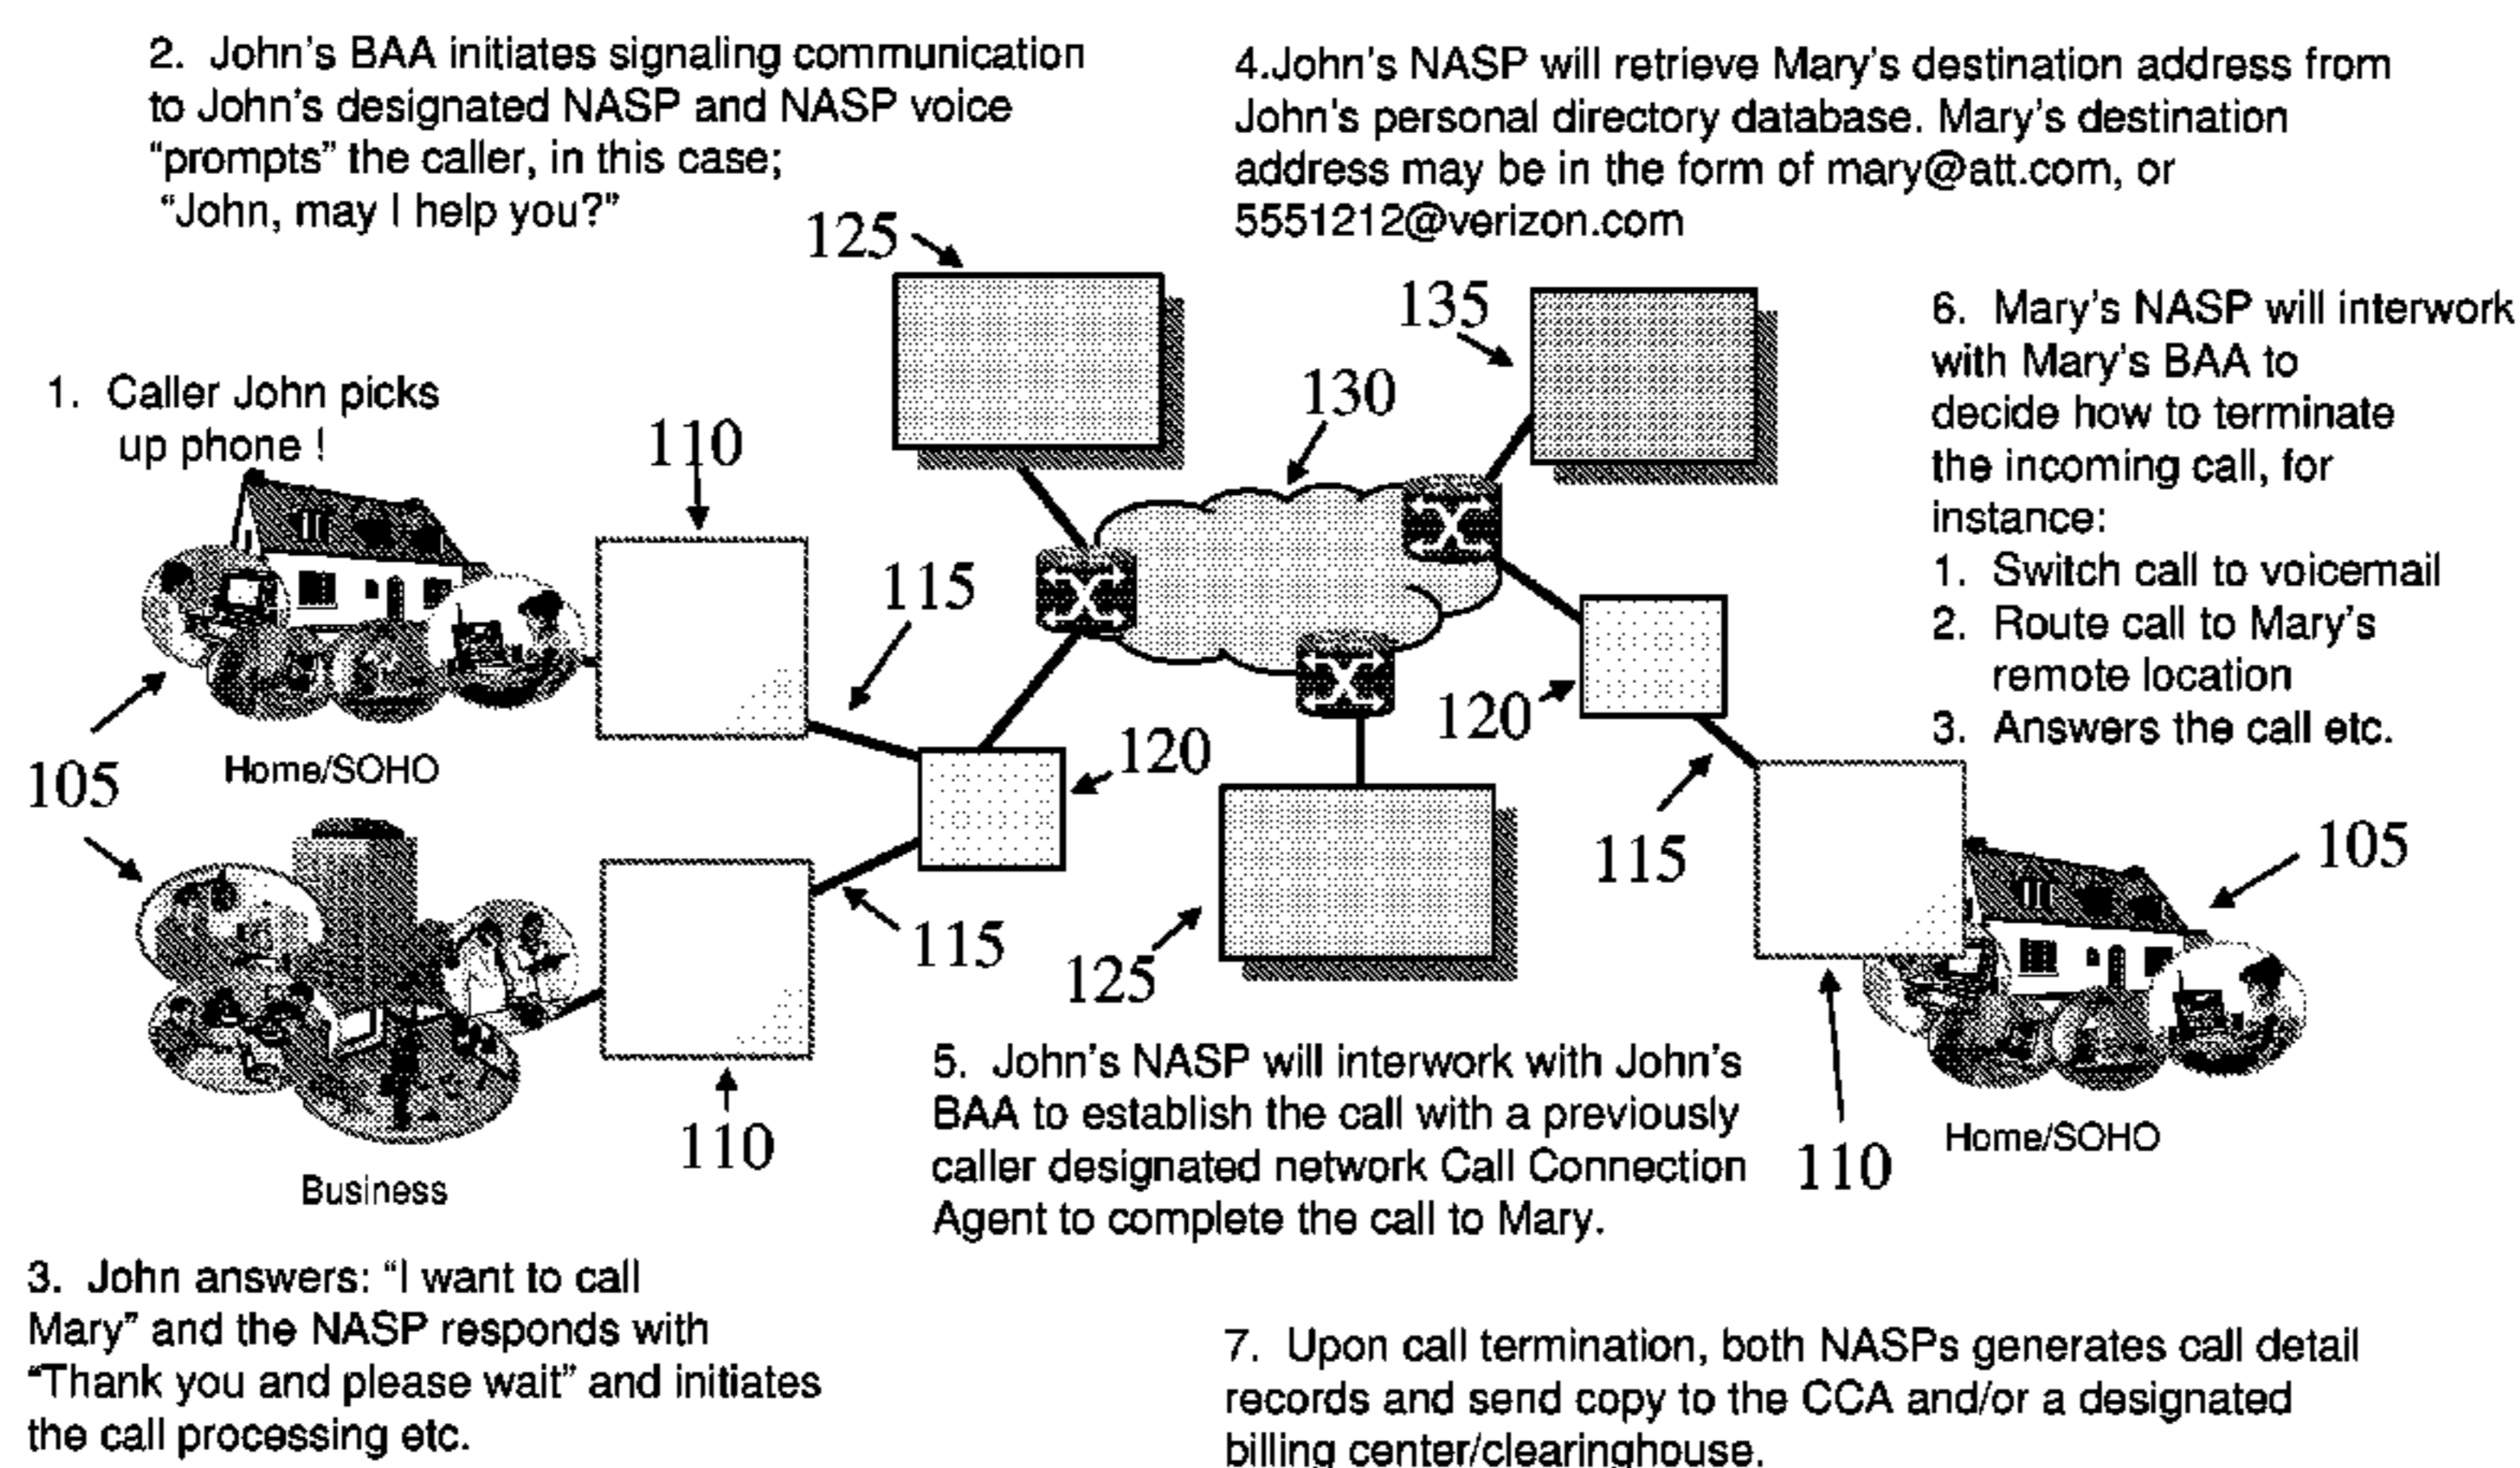 2. John's BAA initiates signaling communication
to John's designated NASP and NASP voice
“prompts” the caller, in this case;
“John, may I help you?”
4.John's NASP will retrieve Mary's destination address from
John's personal directory database. Mary's destination
address may be in the form of mary@att.com, or
5551212@verizon.com
125
135
130
6. Mary's NASP will interwork
with Mary's BAA to
decide how to terminate
the incoming call, for
instance:
1. Switch call to voicemail
2. Route call to Mary's
remote location
3. Answers the call etc.
1. Caller John picks
up phone !
110
115
120
120
Home/SOHO
105
115
115
105
125
110
Home/SOHO
110
Business
5. John's NASP will interwork with John's
BAA to establish the call with a previously
caller designated network Call Connection
Agent to complete the call to Mary.
3. John answers: “I want to call
Mary” and the NASP responds with
“Thank you and please wait” and initiates
the call processing etc.
7. Upon call termination, both NASPs generates call detail
records and send copy to the CCA and/or a designated
billing center/clearinghouse.